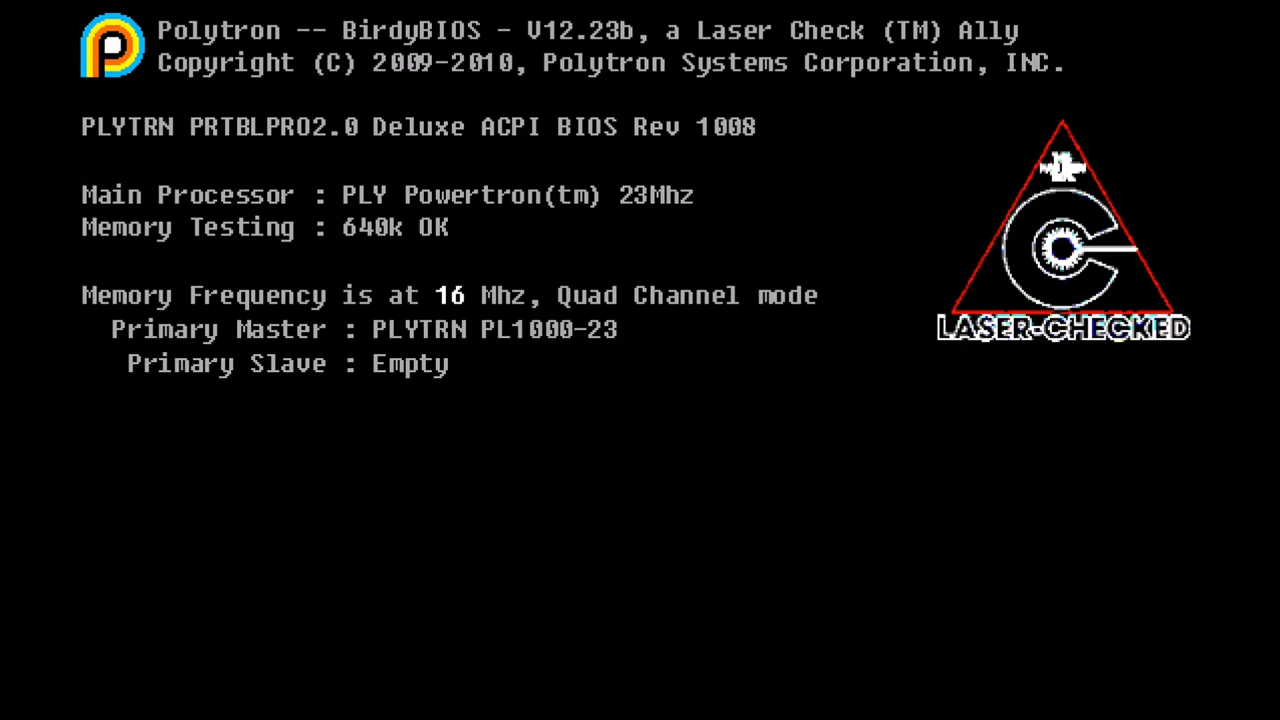 Polytron -- BirdyBIOS - V12.23b, a Laser Check (TM) Ally
Copyright (C) 2009-2010, Polytron Systems Corporation, INC.
PLYTRN PRTBLPRO2.0 Deluxe ACPI BIOS Rev 1008
Main Processor : PLY Powertron(tm) 23Mhz
Memory Testing : 640k OK
Memory Frequency is at 16 Mhz, Quad Channel mode
Primary Master : PLYTRN PL1000-23
Primary Slave : Empty
LASER-CHECKED